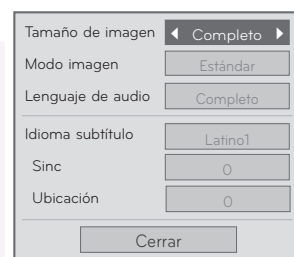 Tamaño de imagen ◀ Completo ▶
Modo imagen Estándar
Lenguaje de audio Completo
Idioma subtítulo Latino1
Sinc 0
Ubicación 0
Cerrar